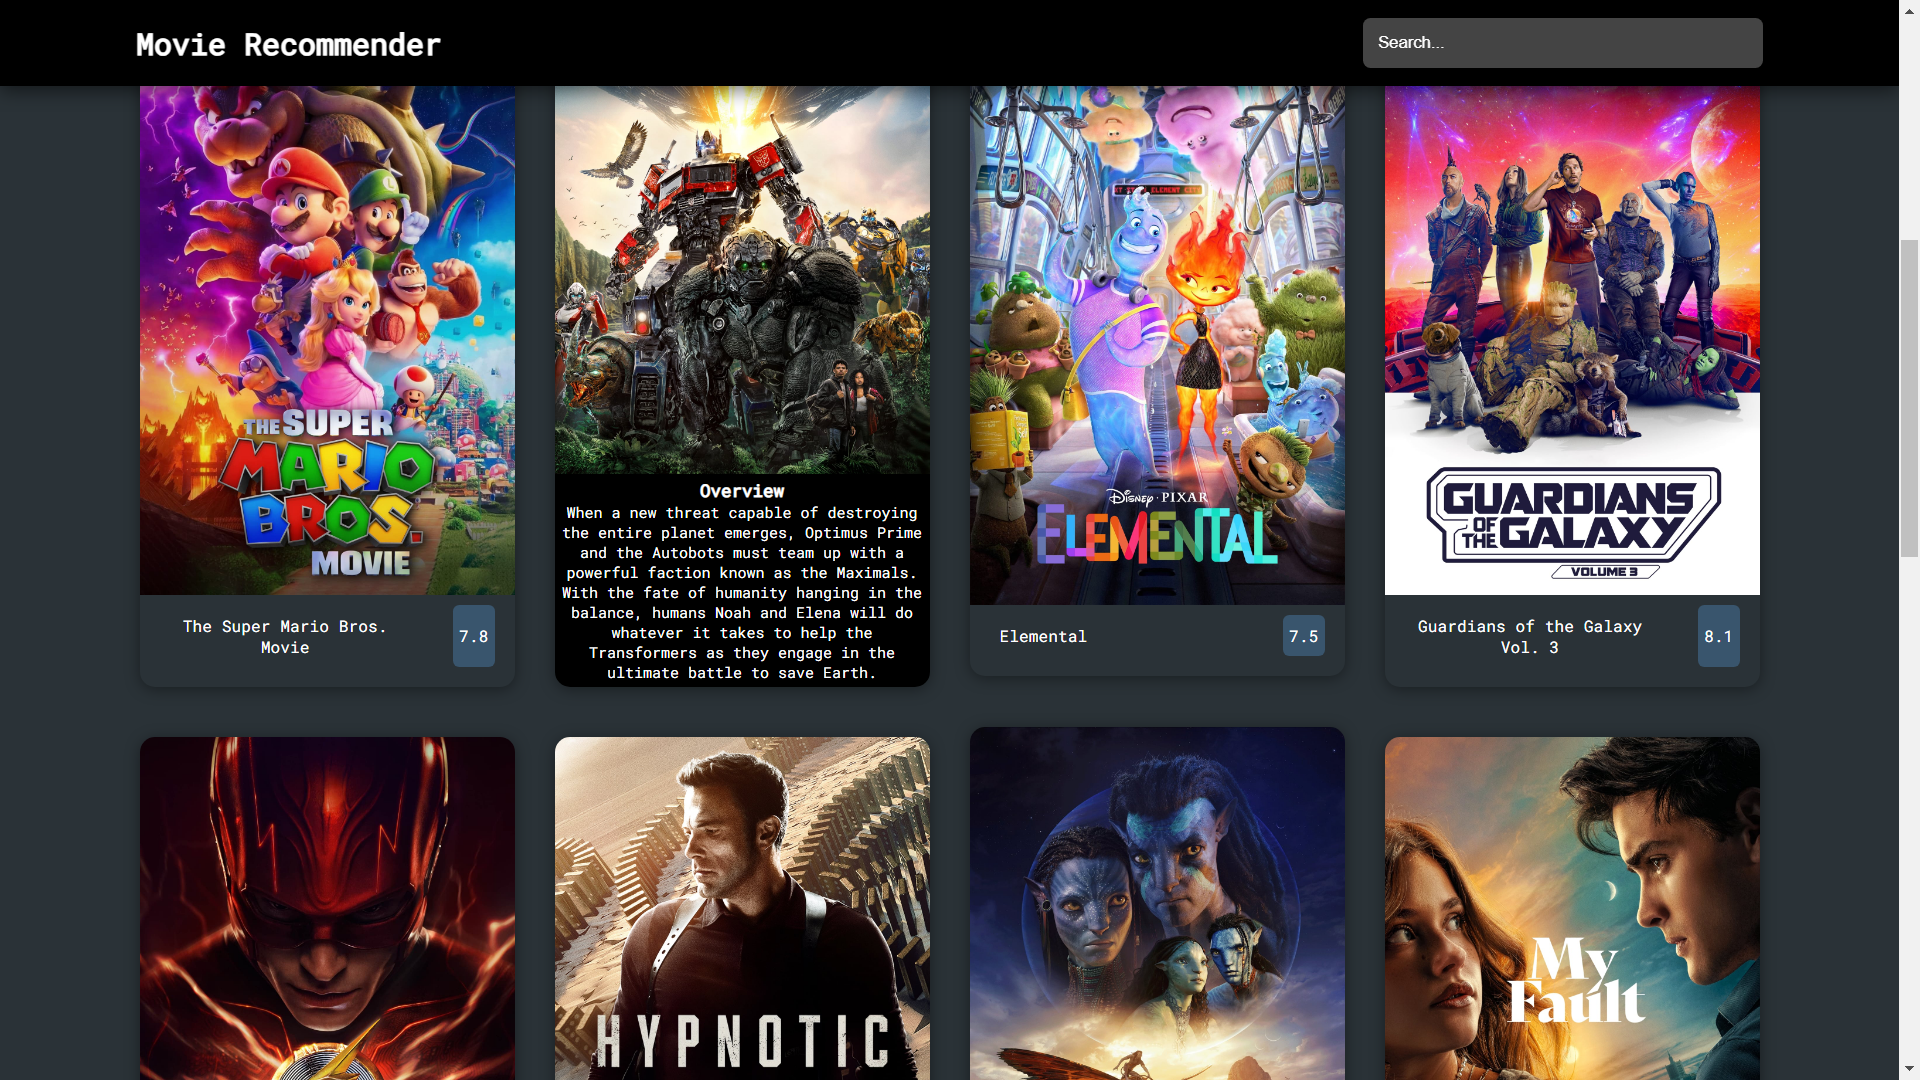 Movie Recommender
Search...
THE SUPER
MARIO
BROS.
MOVIE
The Super Mario Bros.
Movie
7.8
Overview
When a new threat capable of destroying
the entire planet emerges, Optimus Prime
and the Autobots must team up with a
powerful faction known as the Maximals.
With the fate of humanity hanging in the
balance, humans Noah and Elena will do
whatever it takes to help the
Transformers as they engage in the
ultimate battle to save Earth.
DISNEY · PIXAR
ELEMENTAL
Elemental
7.5
GUARDIANS
OF THE GALAXY
VOLUME 3
Guardians of the Galaxy
Vol. 3
8.1
HYPNOTIC
My
Fault